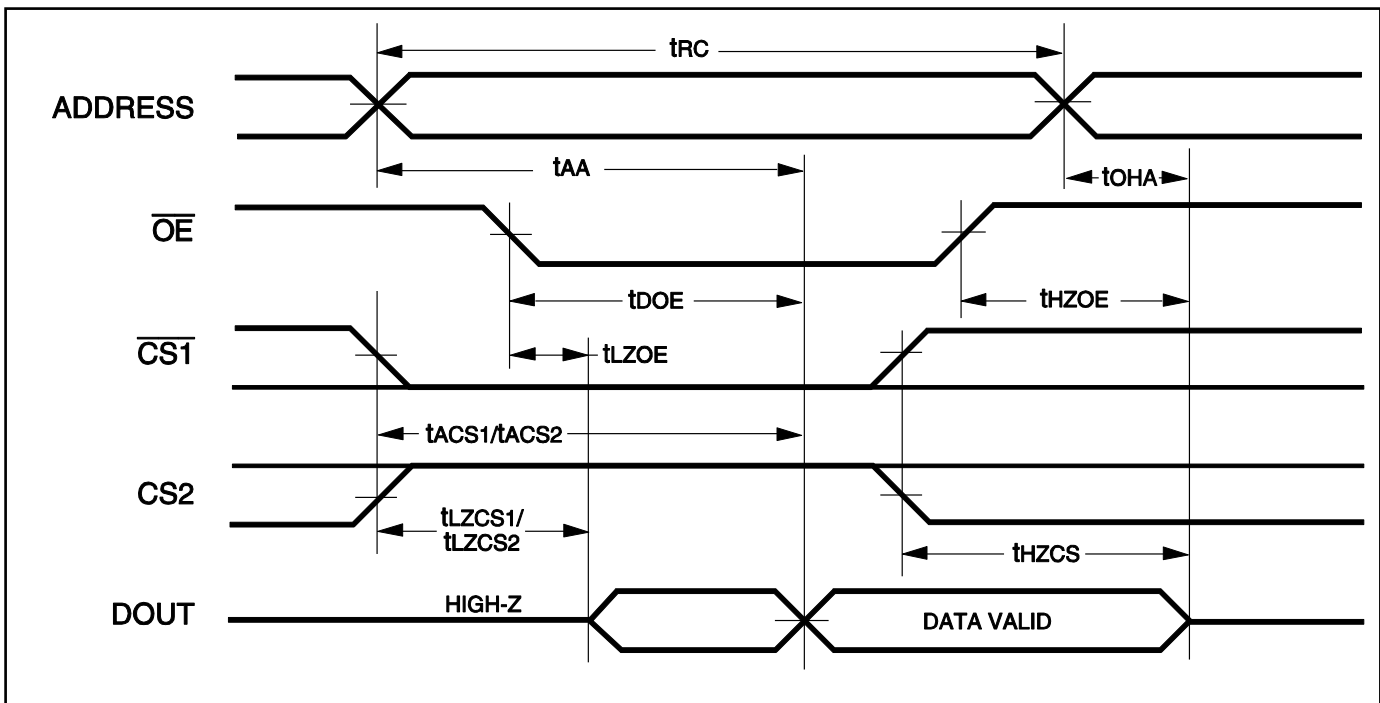 tRC
ADDRESS
tAA
tOHA
OE
tDOE
tHZOE
CS1
tLZOE
tACS1/tACS2
CS2
tLZCS1/
tLZCS2
tHZCS
DOUT
HIGH-Z
DATA VALID